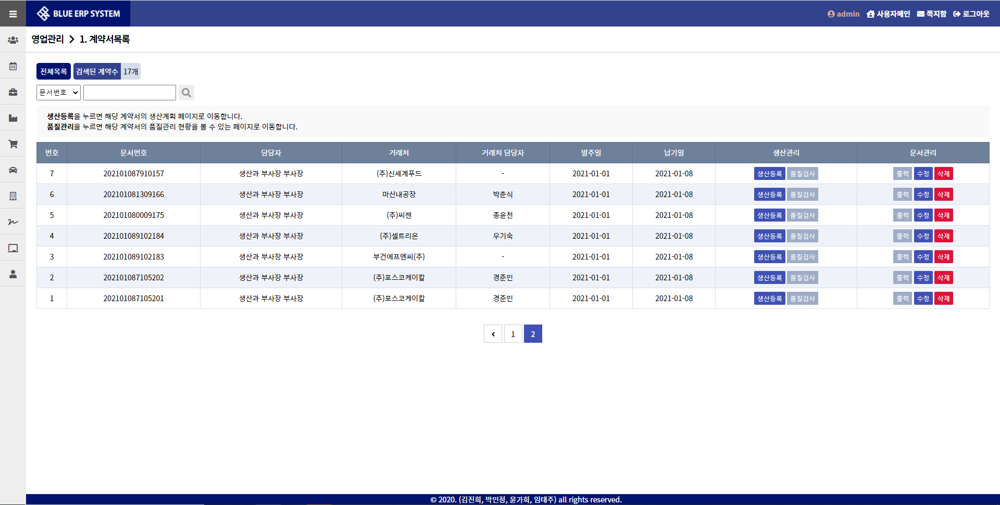 BLUE ERP SYSTEM
admin 사용자메인 쪽지함 로그아웃
영업관리 1. 계약서목록
전체목록 검색된 계약수 17개
문서번호
생산등록을 누르면 해당 계약서의 생산계획 페이지로 이동합니다.
품질관리을 누르면 해당 계약서의 품질관리 현황을 볼 수 있는 페이지로 이동합니다.
번호 문서번호 담당자 거래처 거래처 담당자 발주일 납기일 생산관리 문서관리
7 202101087910157 생산과 부사장 부사장 (주)신세계푸드 - 2021-01-01 2021-01-08 생산등록 품질검사 출력 수정 삭제
6 202101081309166 생산과 부사장 부사장 마산내공장 박춘식 2021-01-01 2021-01-08 생산등록 품질검사 출력 수정 삭제
5 202101080009175 생산과 부사장 부사장 (주)씨젠 종윤천 2021-01-01 2021-01-08 생산등록 품질검사 출력 수정 삭제
4 202101089102184 생산과 부사장 부사장 (주)셀트리온 우기숙 2021-01-01 2021-01-08 생산등록 품질검사 출력 수정 삭제
3 202101089102183 생산과 부사장 부사장 부건에프엔씨(주) - 2021-01-01 2021-01-08 생산등록 품질검사 출력 수정 삭제
2 202101087105202 생산과 부사장 부사장 (주)포스코케이칼 경준민 2021-01-01 2021-01-08 생산등록 품질검사 출력 수정 삭제
1 202101087105201 생산과 부사장 부사장 (주)포스코케이칼 경준민 2021-01-01 2021-01-08 생산등록 품질검사 출력 수정 삭제
1 2
© 2020. (김진희, 박민정, 윤가희, 임태주) all rights reserved.